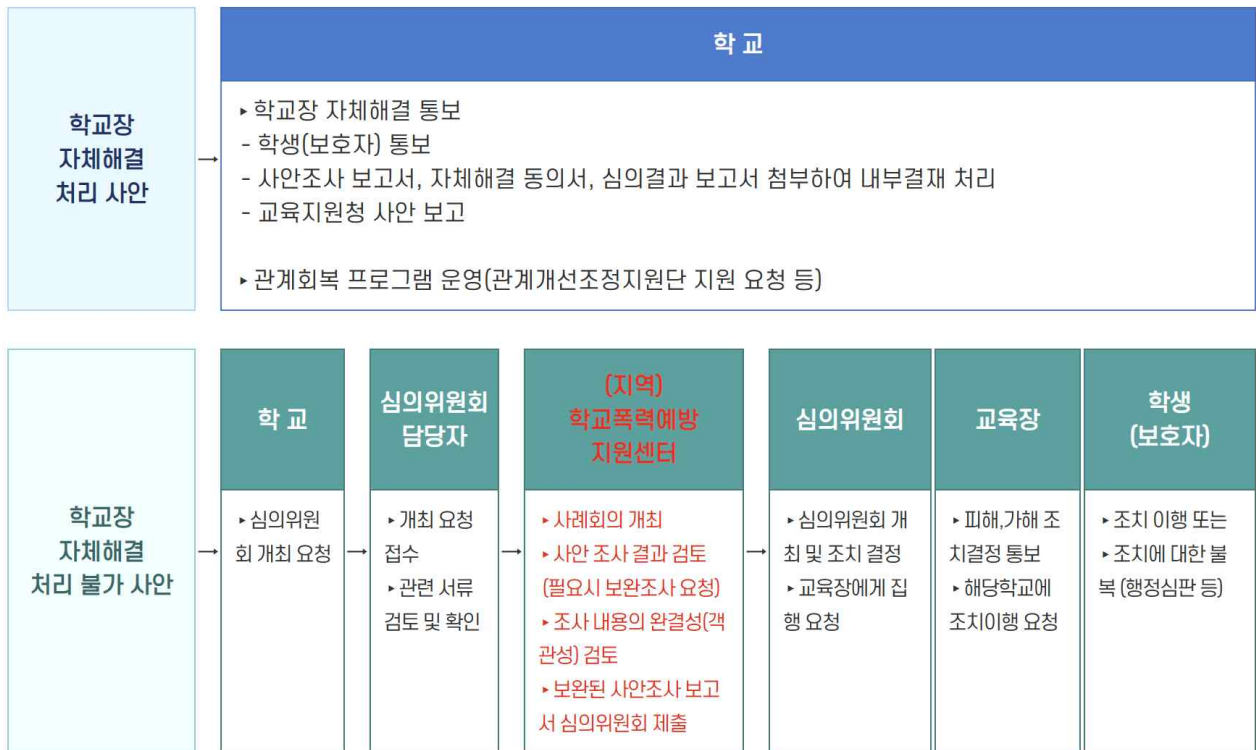 학교장
자체해결
처리 사안
→
학 교
▸ 학교장 자체해결 통보
- 학생(보호자) 통보
- 사안조사 보고서, 자체해결 동의서, 심의결과 보고서 첨부하여 내부결재 처리
- 교육지원청 사안 보고
▸ 관계회복 프로그램 운영(관계개선조정지원단 지원 요청 등)
학교장
자체해결
처리 불가 사안
→
학 교
▸ 심의위원
회 개최 요청
→
심의위원회
담당자
▸ 개최 요청
접수
▸ 관련 서류
검토 및 확인
→
(지역)
학교폭력예방
지원센터
▸ 사례회의 개최
▸ 사안 조사 결과 검토
(필요시 보완조사 요청)
▸ 조사 내용의 완결성(객
관성) 검토
▸ 보완된 사안조사 보고
서 심의위원회 제출
→
심의위원회
▸ 심의위원회 개
최 및 조치 결정
▸ 교육장에게 집
행 요청
교육장
▸ 피해,가해 조
치결정 통보
▸ 해당학교에
조치이행 요청
학생
(보호자)
▸ 조치 이행 또는
▸ 조치에 대한 불
복 (행정심판 등)